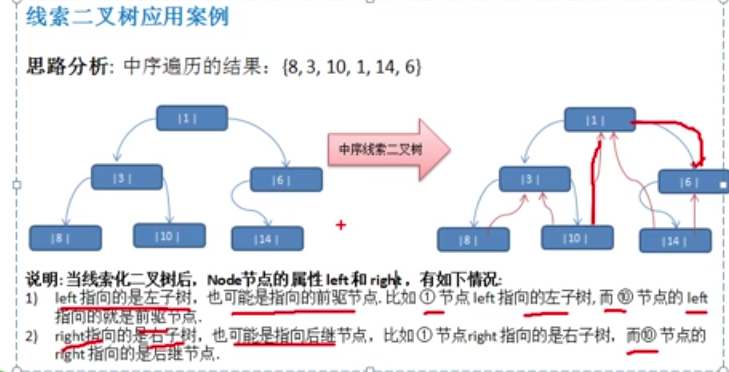 线索二叉树应用案例
思路分析: 中序遍历的结果：{8, 3, 10, 1, 14, 6}
|1| |1|
中序线索二叉树
|3| |6| |3| |6|
|8| |10| |14| |8| |10| |14|
说明: 当线索化二叉树后，Node节点的属性 left 和 right，有如下情况:
1) left 指向的是左子树，也可能是指向的前驱节点. 比如 ① 节点 left 指向的左子树, 而 ⑩ 节点的 left
指向的就是前驱节点.
2) right指向的是右子树，也可能是指向后继节点，比如 ① 节点right 指向的是右子树，而⑩ 节点的
right 指向的是后继节点.